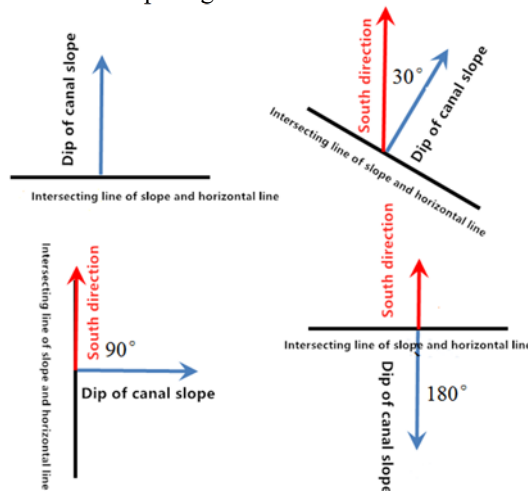 Dip of canal slope
Intersecting line of slope and horizontal line
South direction
30°
Dip of canal slope
Intersecting line of slope and horizontal line
Intersecting line of slope and horizontal line
South direction
90°
Dip of canal slope
South direction
Intersecting line of slope and horizontal line
Dip of canal slope
180°